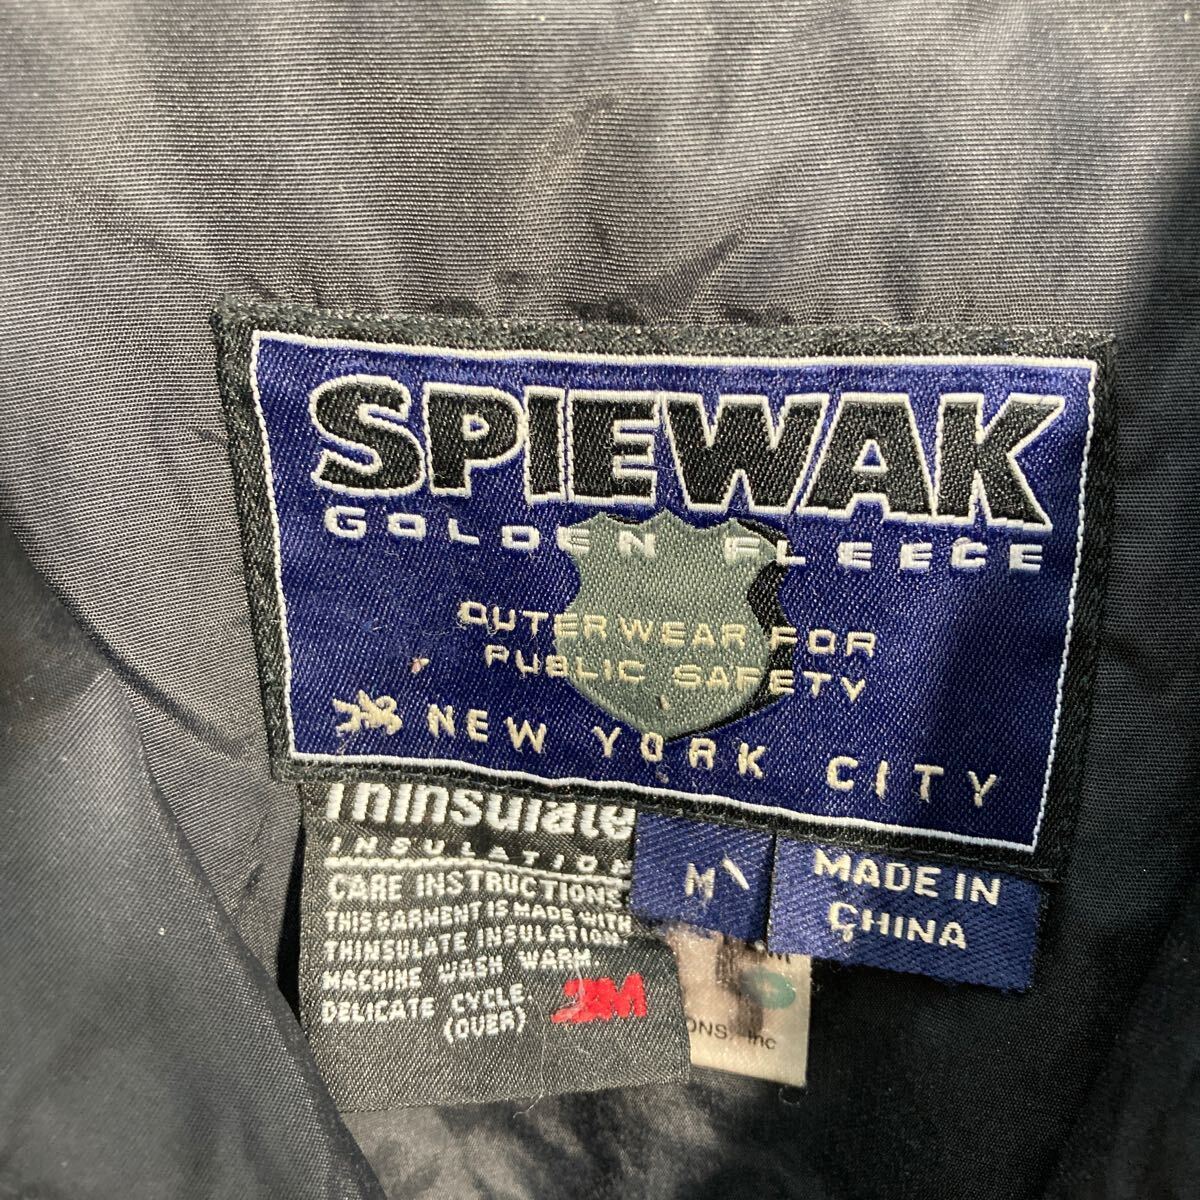 SPIEWAK
GOLDEN FLEECE
OUTERWEAR FOR
PUBLIC SAFETY
NEW YORK CITY
Thinsulate
INSULATION
CARE INSTRUCTIONS
THIS GARMENT IS MADE WITH
THINSULATE INSULATION.
MACHINE WASH WARM.
DELICATE CYCLE
(OVER)
3M
M
MADE IN
CHINA
Inc